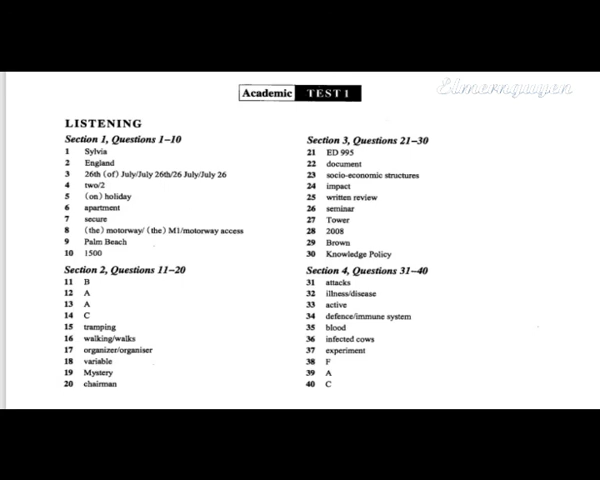 Elmernguyen
Academic TEST 1
LISTENING
Section 1, Questions 1–10
1 Sylvia
2 England
3 26th (of) July/July 26th/26 July/July 26
4 two/2
5 (on) holiday
6 apartment
7 secure
8 (the) motorway/ (the) M1/motorway access
9 Palm Beach
10 1500
Section 2, Questions 11–20
11 B
12 A
13 A
14 C
15 tramping
16 walking/walks
17 organizer/organiser
18 variable
19 Mystery
20 chairman
Section 3, Questions 21–30
21 ED 995
22 document
23 socio-economic structures
24 impact
25 written review
26 seminar
27 Tower
28 2008
29 Brown
30 Knowledge Policy
Section 4, Questions 31–40
31 attacks
32 illness/disease
33 active
34 defence/immune system
35 blood
36 infected cows
37 experiment
38 F
39 A
40 C